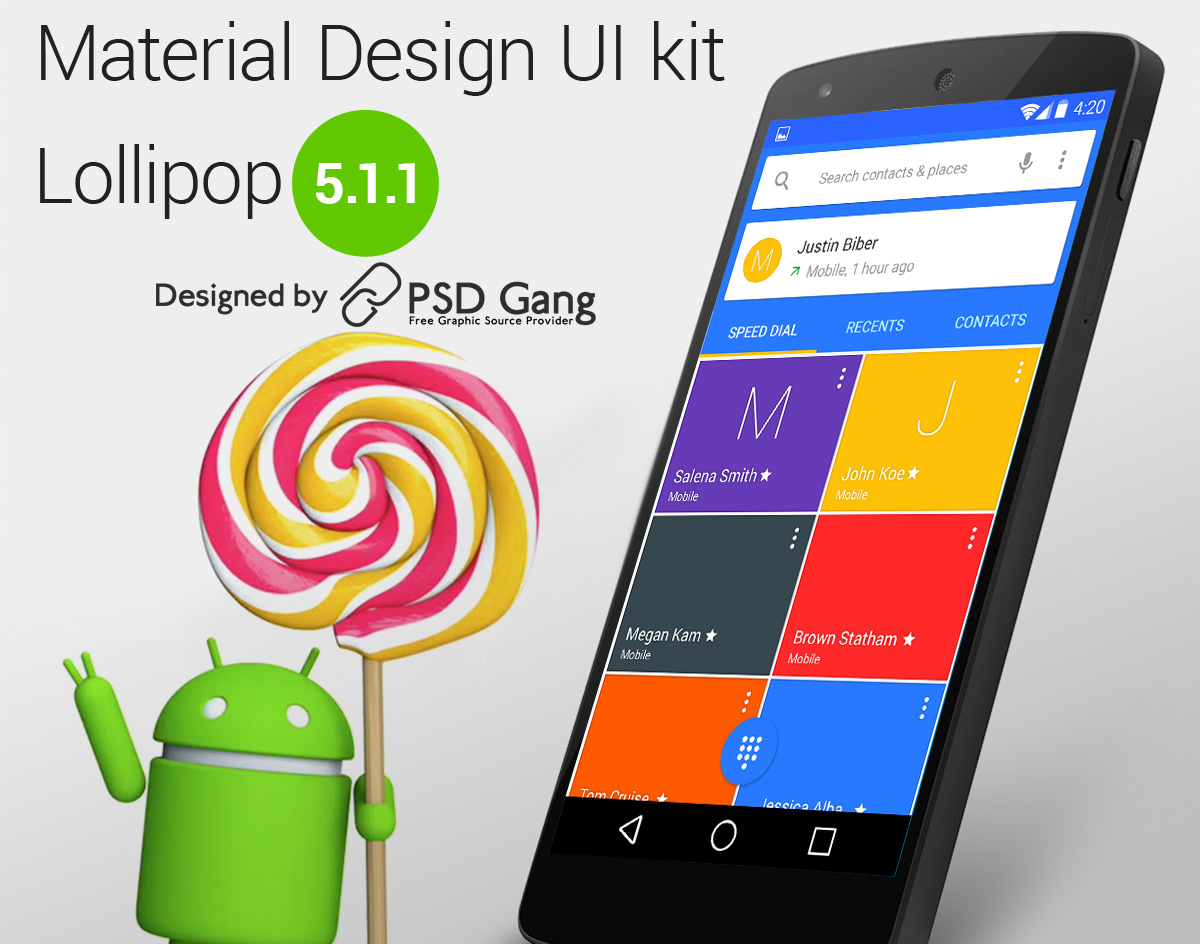 Material Design UI kit
Lollipop 5.1.1
Designed by PSD Gang
Free Graphic Source Provider
4:20
Search contacts & places
M
Justin Biber
Mobile, 1 hour ago
SPEED DIAL RECENTS CONTACTS
M J
Salena Smith John Koe
Mobile Mobile
Megan Kam Brown Statham
Mobile Mobile
Tom Cruise Jessica Alba